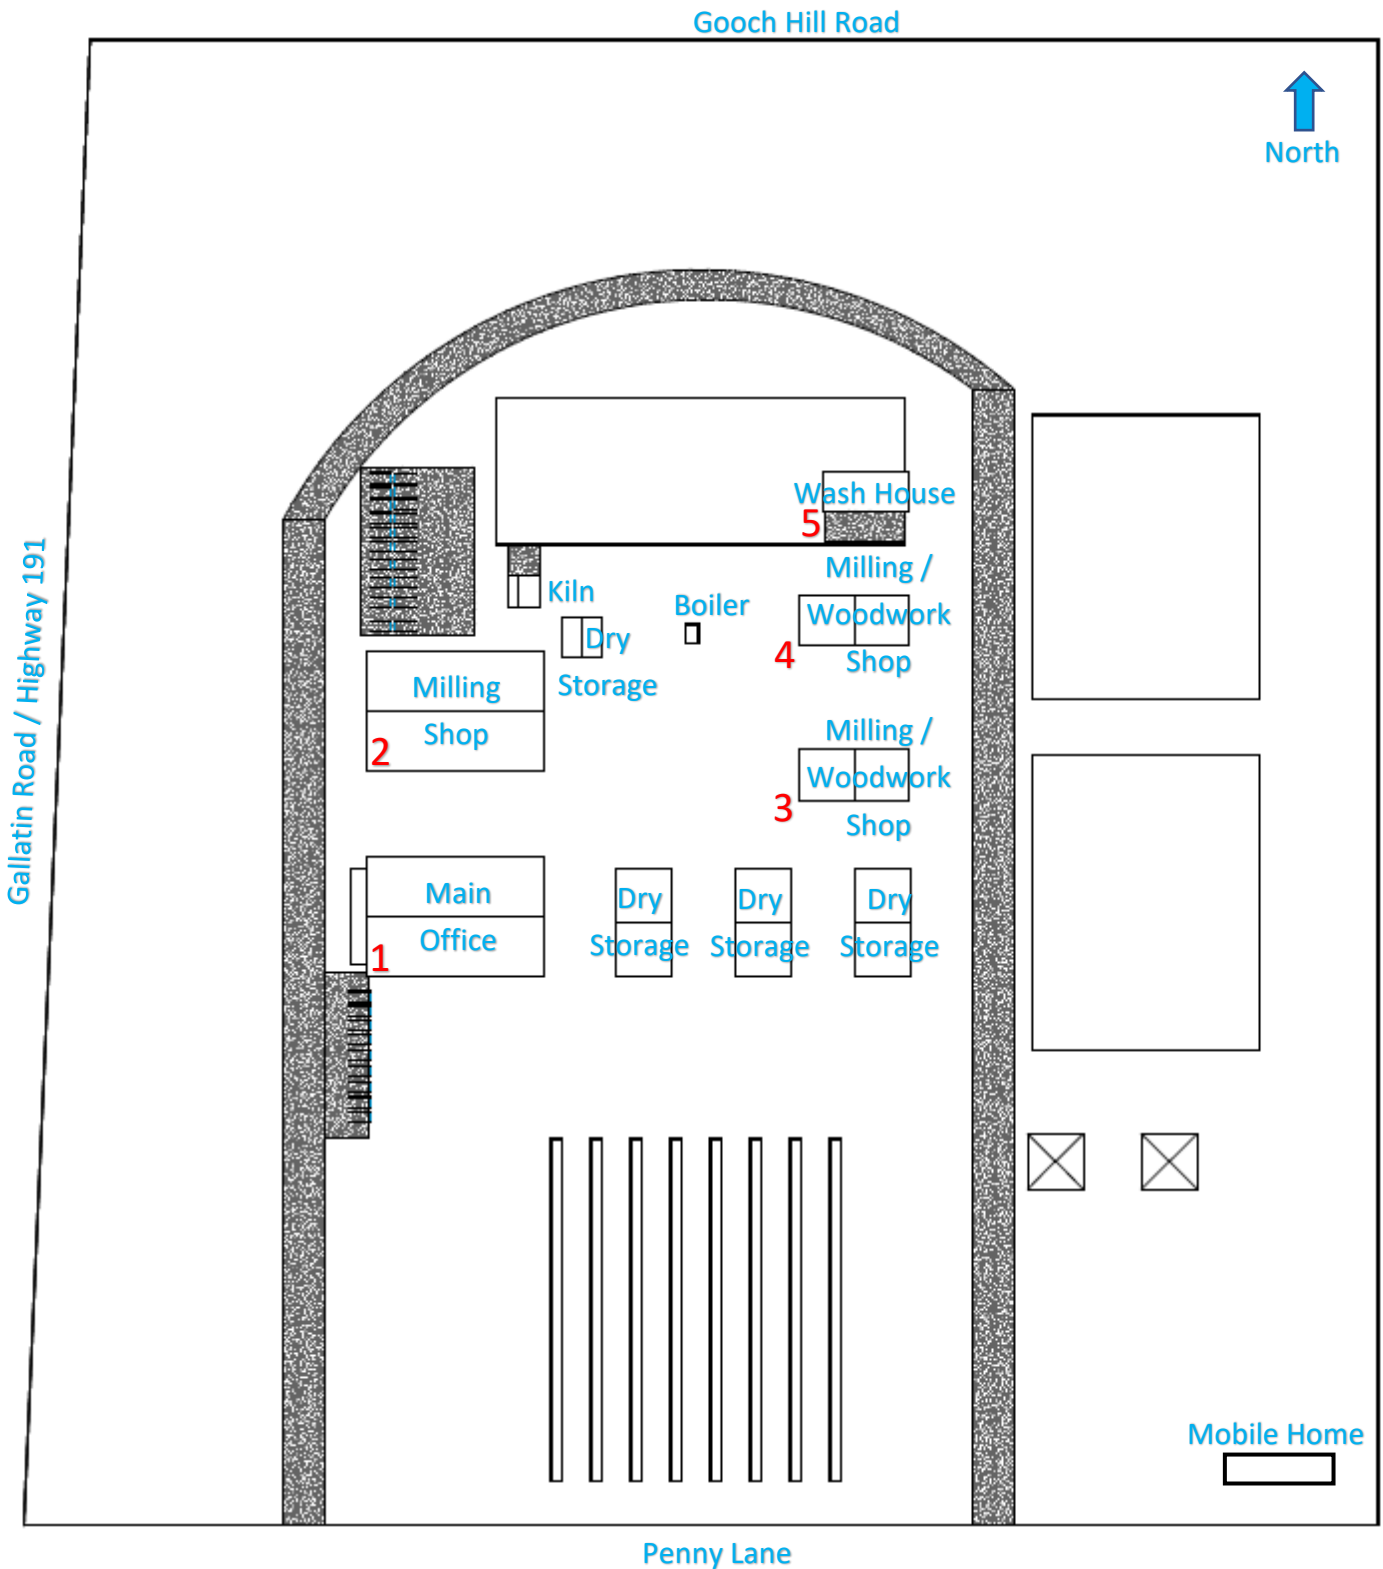 Gooch Hill Road
North
Gallatin Road / Highway 191
Wash House
5
Milling /
Woodwork
Shop
4
Kiln
Boiler
Dry
Storage
Milling
Shop
2
Milling /
Woodwork
Shop
3
Main
Office
1
Dry
Storage
Dry
Storage
Dry
Storage
Mobile Home
Penny Lane